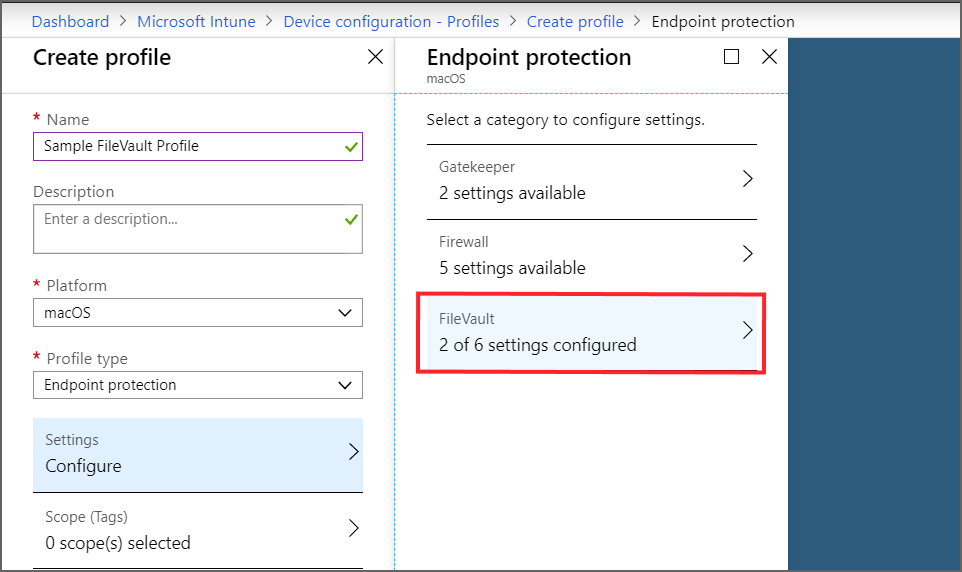 Dashboard > Microsoft Intune > Device configuration - Profiles > Create profile > Endpoint protection
Create profile
* Name
Sample FileVault Profile
Description
Enter a description...
* Platform
macOS
* Profile type
Endpoint protection
Settings
Configure
Scope (Tags)
0 scope(s) selected
Endpoint protection
macOS
Select a category to configure settings.
Gatekeeper
2 settings available
Firewall
5 settings available
FileVault
2 of 6 settings configured